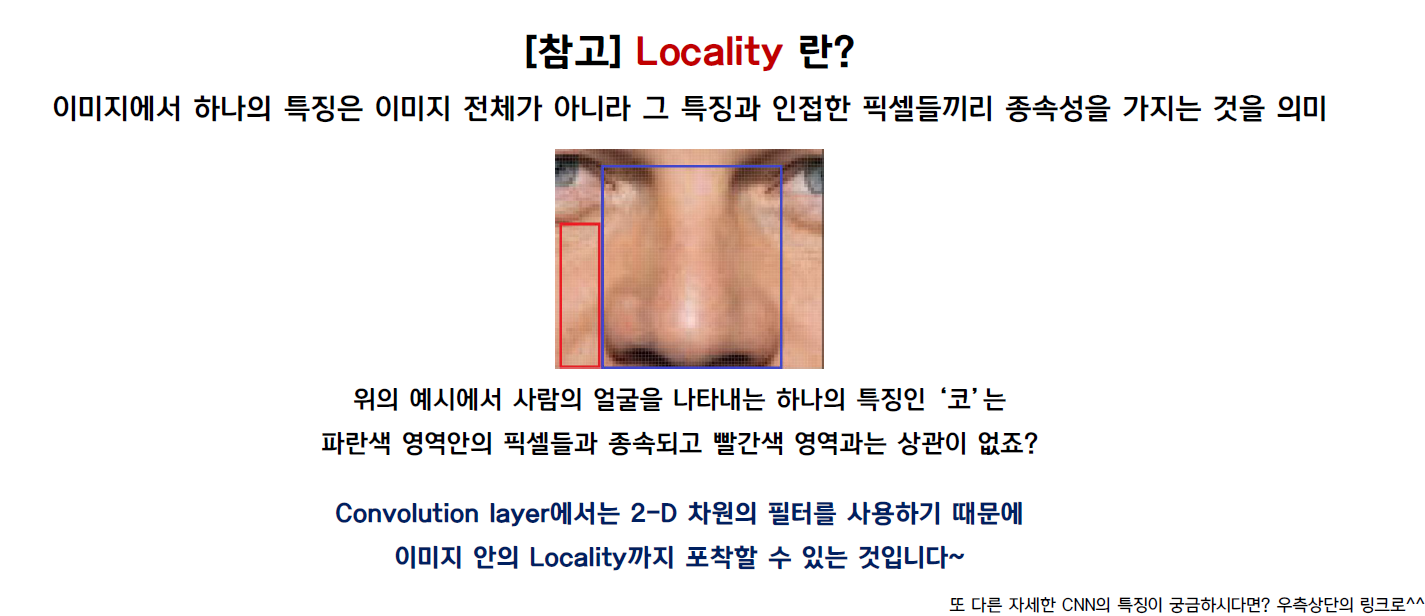 [참고] Locality 란?
이미지에서 하나의 특징은 이미지 전체가 아니라 그 특징과 인접한 픽셀들끼리 종속성을 가지는 것을 의미
위의 예시에서 사람의 얼굴을 나타내는 하나의 특징인 ‘코’는
파란색 영역안의 픽셀들과 종속되고 빨간색 영역과는 상관이 없죠?
Convolution layer에서는 2-D 차원의 필터를 사용하기 때문에
이미지 안의 Locality까지 포착할 수 있는 것입니다~
또 다른 자세한 CNN의 특징이 궁금하시다면? 우측상단의 링크로^^